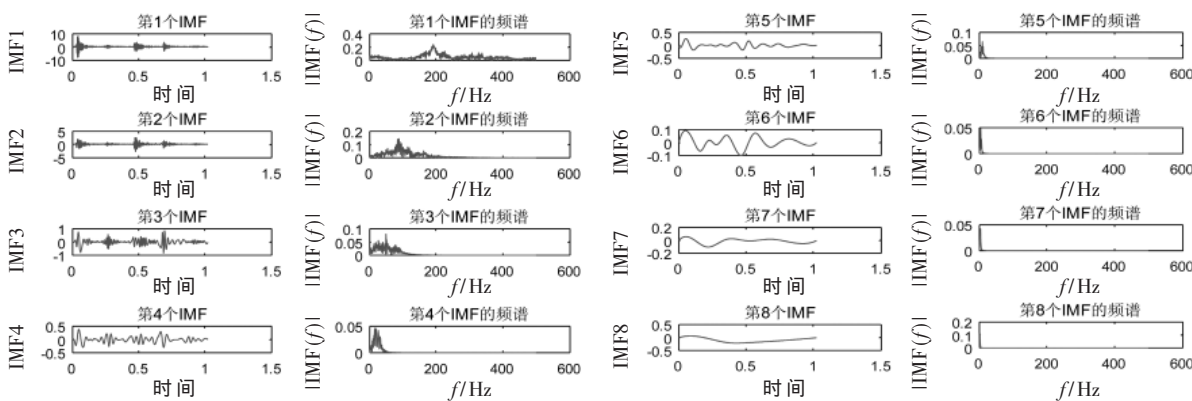 第1个IMF
IMF1
10
0
-10
0 0.5 1 1.5
时间
第1个IMF的频谱
|IMF(f)|
0.4
0.2
0
0 200 400 600
f/Hz
第5个IMF
IMF5
0.5
0
-0.5
0 0.5 1 1.5
时间
第5个IMF的频谱
|IMF(f)|
0.1
0.05
0
0 200 400 600
f/Hz
第2个IMF
IMF2
5
0
-5
0 0.5 1 1.5
时间
第2个IMF的频谱
|IMF(f)|
0.2
0.1
0
0 200 400 600
f/Hz
第6个IMF
IMF6
0.1
0
-0.1
0 0.5 1 1.5
时间
第6个IMF的频谱
|IMF(f)|
0.05
0
0 200 400 600
f/Hz
第3个IMF
IMF3
1
0
-1
0 0.5 1 1.5
时间
第3个IMF的频谱
|IMF(f)|
0.1
0.05
0
0 200 400 600
f/Hz
第7个IMF
IMF7
0.2
0
-0.2
0 0.5 1 1.5
时间
第7个IMF的频谱
|IMF(f)|
0.05
0
0 200 400 600
f/Hz
第4个IMF
IMF4
0.5
0
-0.5
0 0.5 1 1.5
时间
第4个IMF的频谱
|IMF(f)|
0.05
0
0 200 400 600
f/Hz
第8个IMF
IMF8
0.5
0
-0.5
0 0.5 1 1.5
时间
第8个IMF的频谱
|IMF(f)|
0.2
0.1
0
0 200 400 600
f/Hz